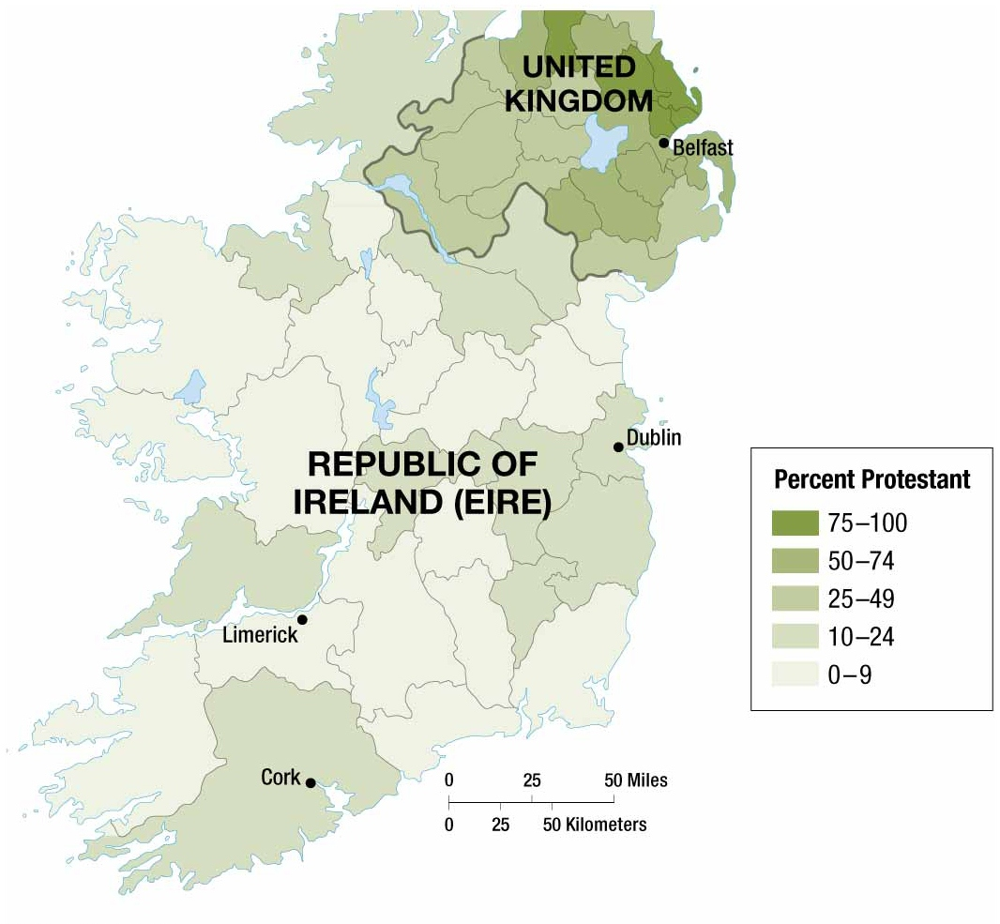 UNITED
KINGDOM
Belfast
Dublin
REPUBLIC OF
IRELAND (EIRE)
Limerick
Cork
Percent Protestant
75–100
50–74
25–49
10–24
0–9
0 25 50 Miles
0 25 50 Kilometers